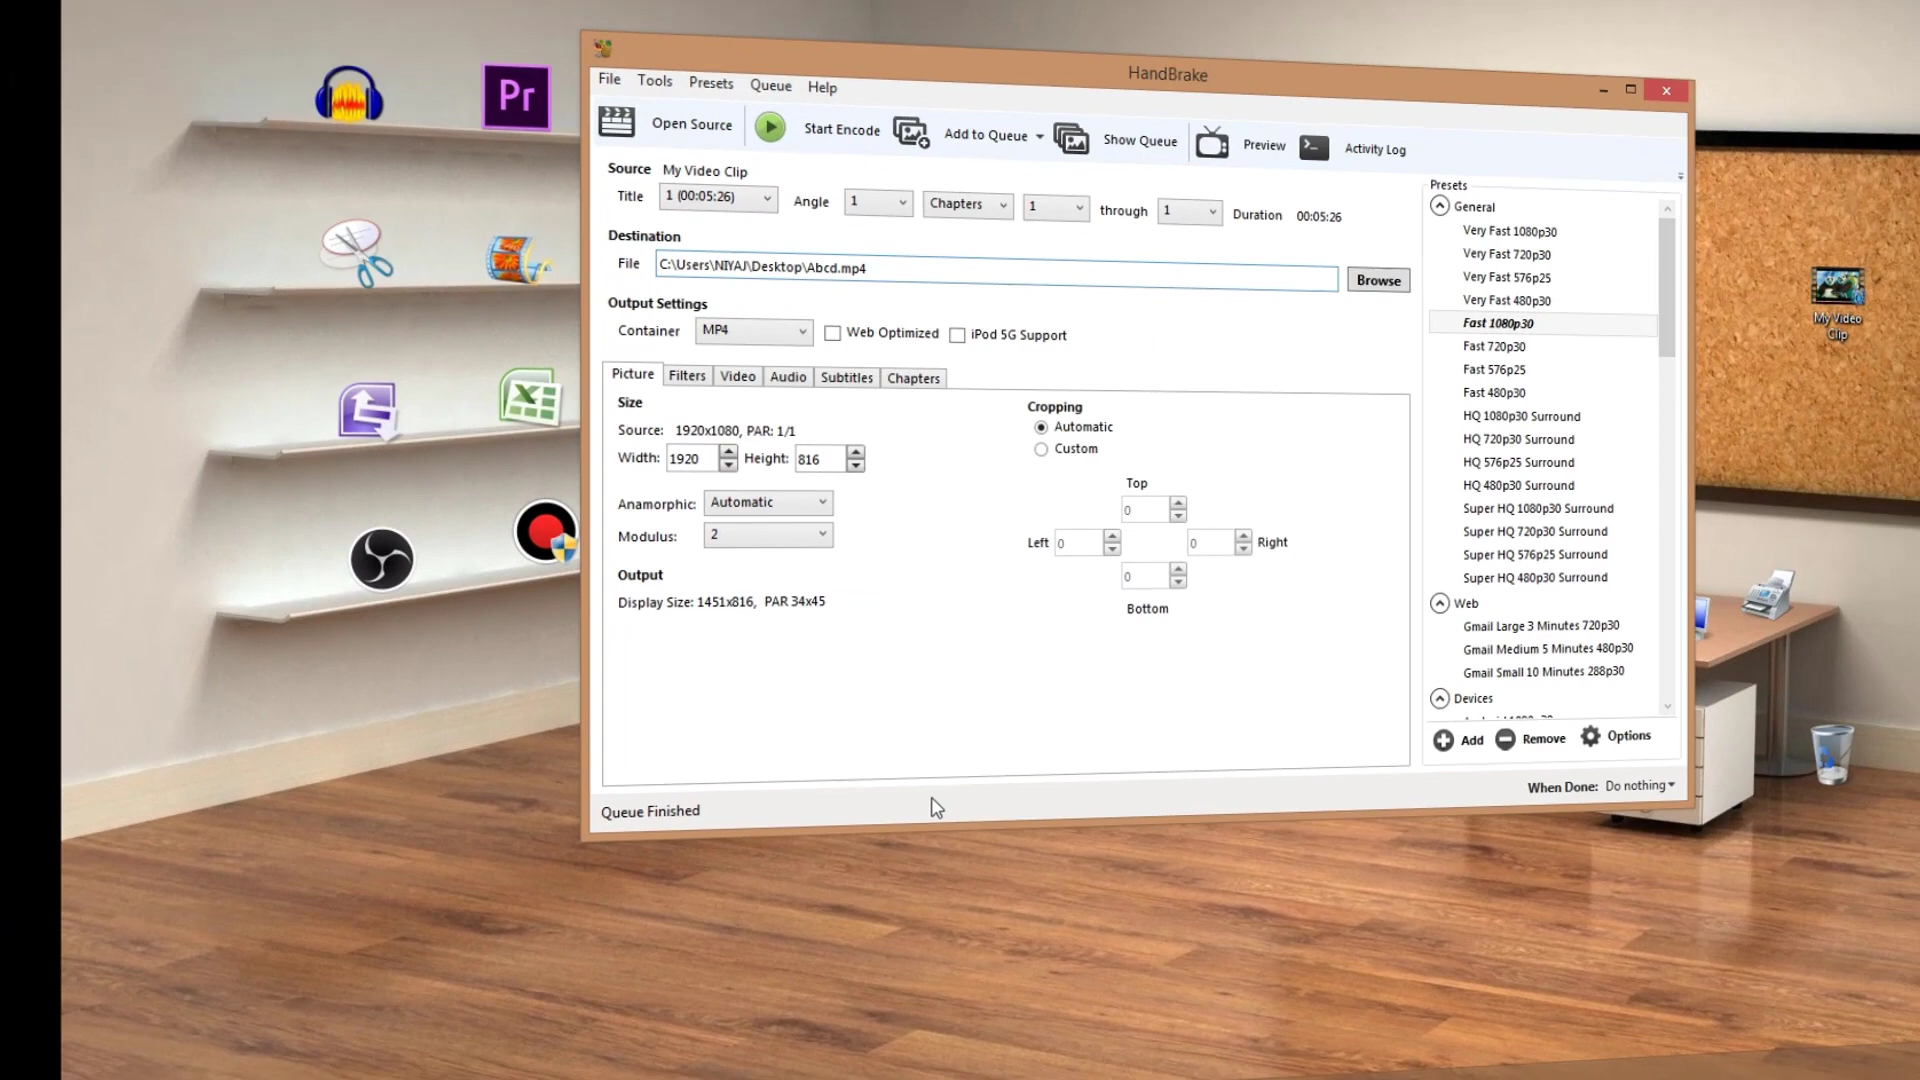 Pr
HandBrake
File Tools Presets Queue Help
Open Source Start Encode Add to Queue Show Queue Preview Activity Log
Source My Video Clip
Title 1 (00:05:26) Angle 1 Chapters 1 through 1 Duration 00:05:26
Destination
File C:\Users\NIYAJ\Desktop\Abcd.mp4 Browse
Output Settings
Container MP4 Web Optimized iPod 5G Support
Picture Filters Video Audio Subtitles Chapters
Size
Source: 1920x1080, PAR: 1/1
Width: 1920 Height: 816
Anamorphic: Automatic
Modulus: 2
Output
Display Size: 1451x816, PAR 34x45
Cropping
Automatic
Custom
Top
0
Left 0 0 Right
0
Bottom
Presets
General
Very Fast 1080p30
Very Fast 720p30
Very Fast 576p25
Very Fast 480p30
Fast 1080p30
Fast 720p30
Fast 576p25
Fast 480p30
HQ 1080p30 Surround
HQ 720p30 Surround
HQ 576p25 Surround
HQ 480p30 Surround
Super HQ 1080p30 Surround
Super HQ 720p30 Surround
Super HQ 576p25 Surround
Super HQ 480p30 Surround
Web
Gmail Large 3 Minutes 720p30
Gmail Medium 5 Minutes 480p30
Gmail Small 10 Minutes 288p30
Devices
Add Remove Options
When Done: Do nothing
Queue Finished
My Video
Clip